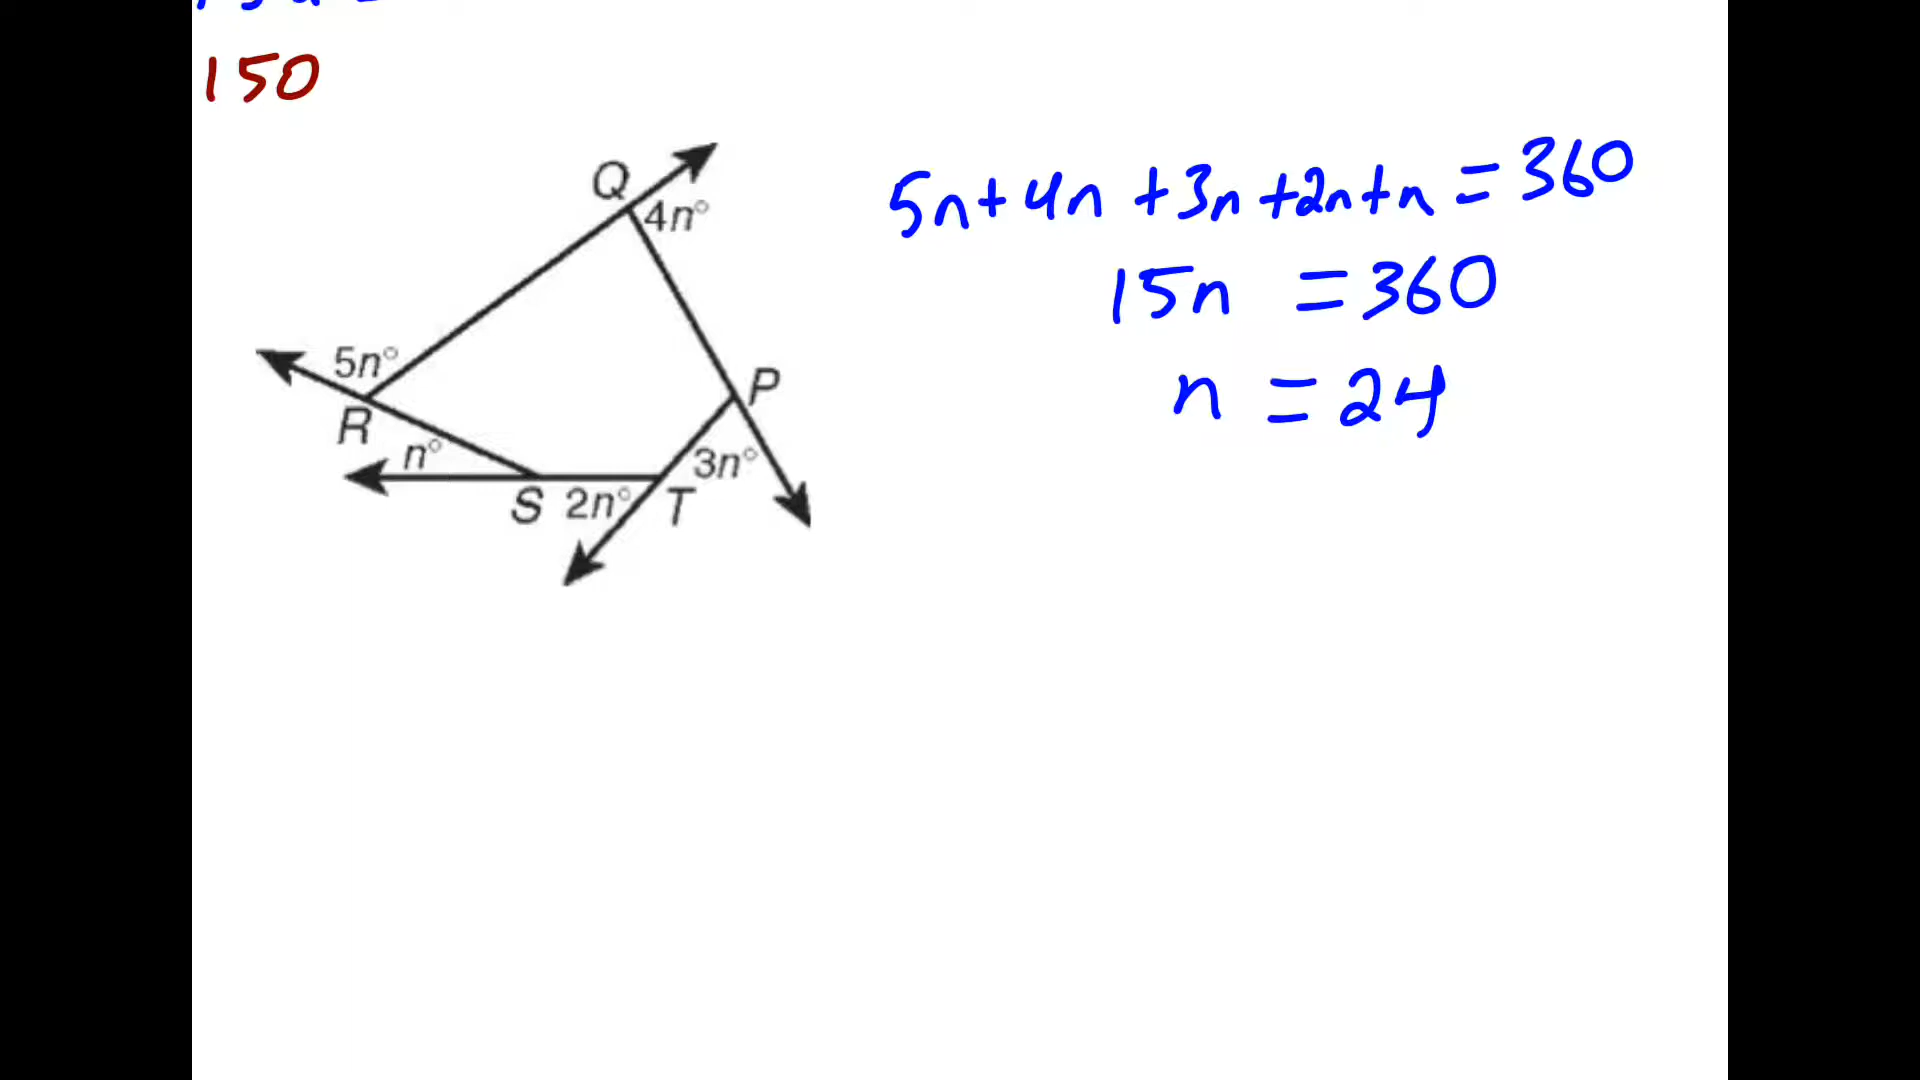 150
Q
4n°
5n+4n+3n+2n+n=360
15n =360
5n°
R
P
n = 24
n°
3n°
S
2n°
T